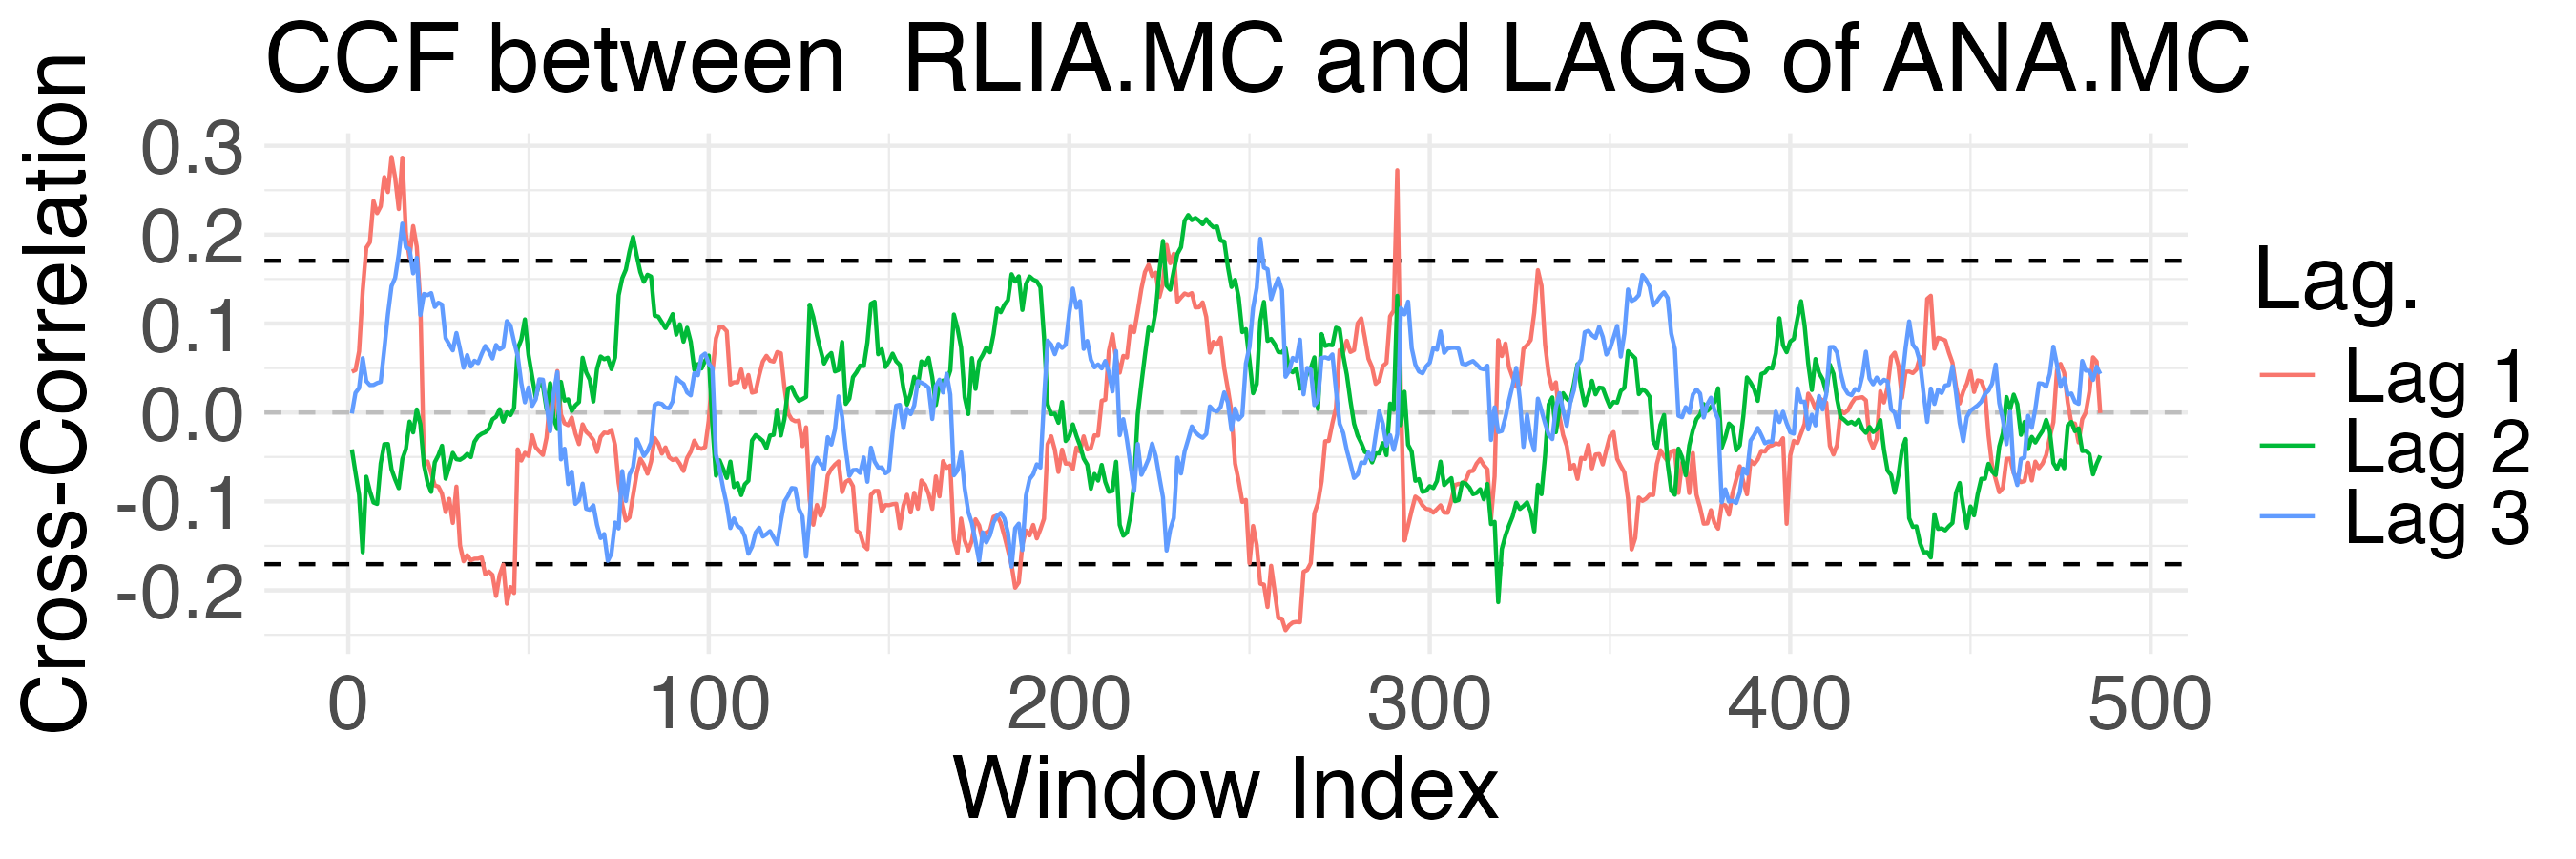 CCF between  RLIA.MC and LAGS of ANA.MC
Cross-Correlation
0.3
0.2
0.1
0.0
-0.1
-0.2
0 100 200 300 400 500
Window Index
Lag.
Lag 1
Lag 2
Lag 3